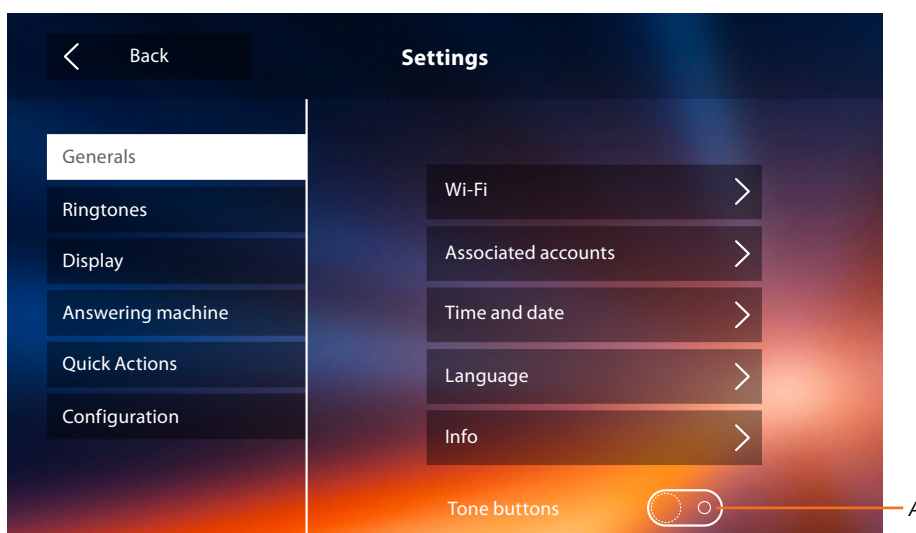 Back
Settings
Generals
Ringtones
Display
Answering machine
Quick Actions
Configuration
Wi-Fi
Associated accounts
Time and date
Language
Info
Tone buttons
A